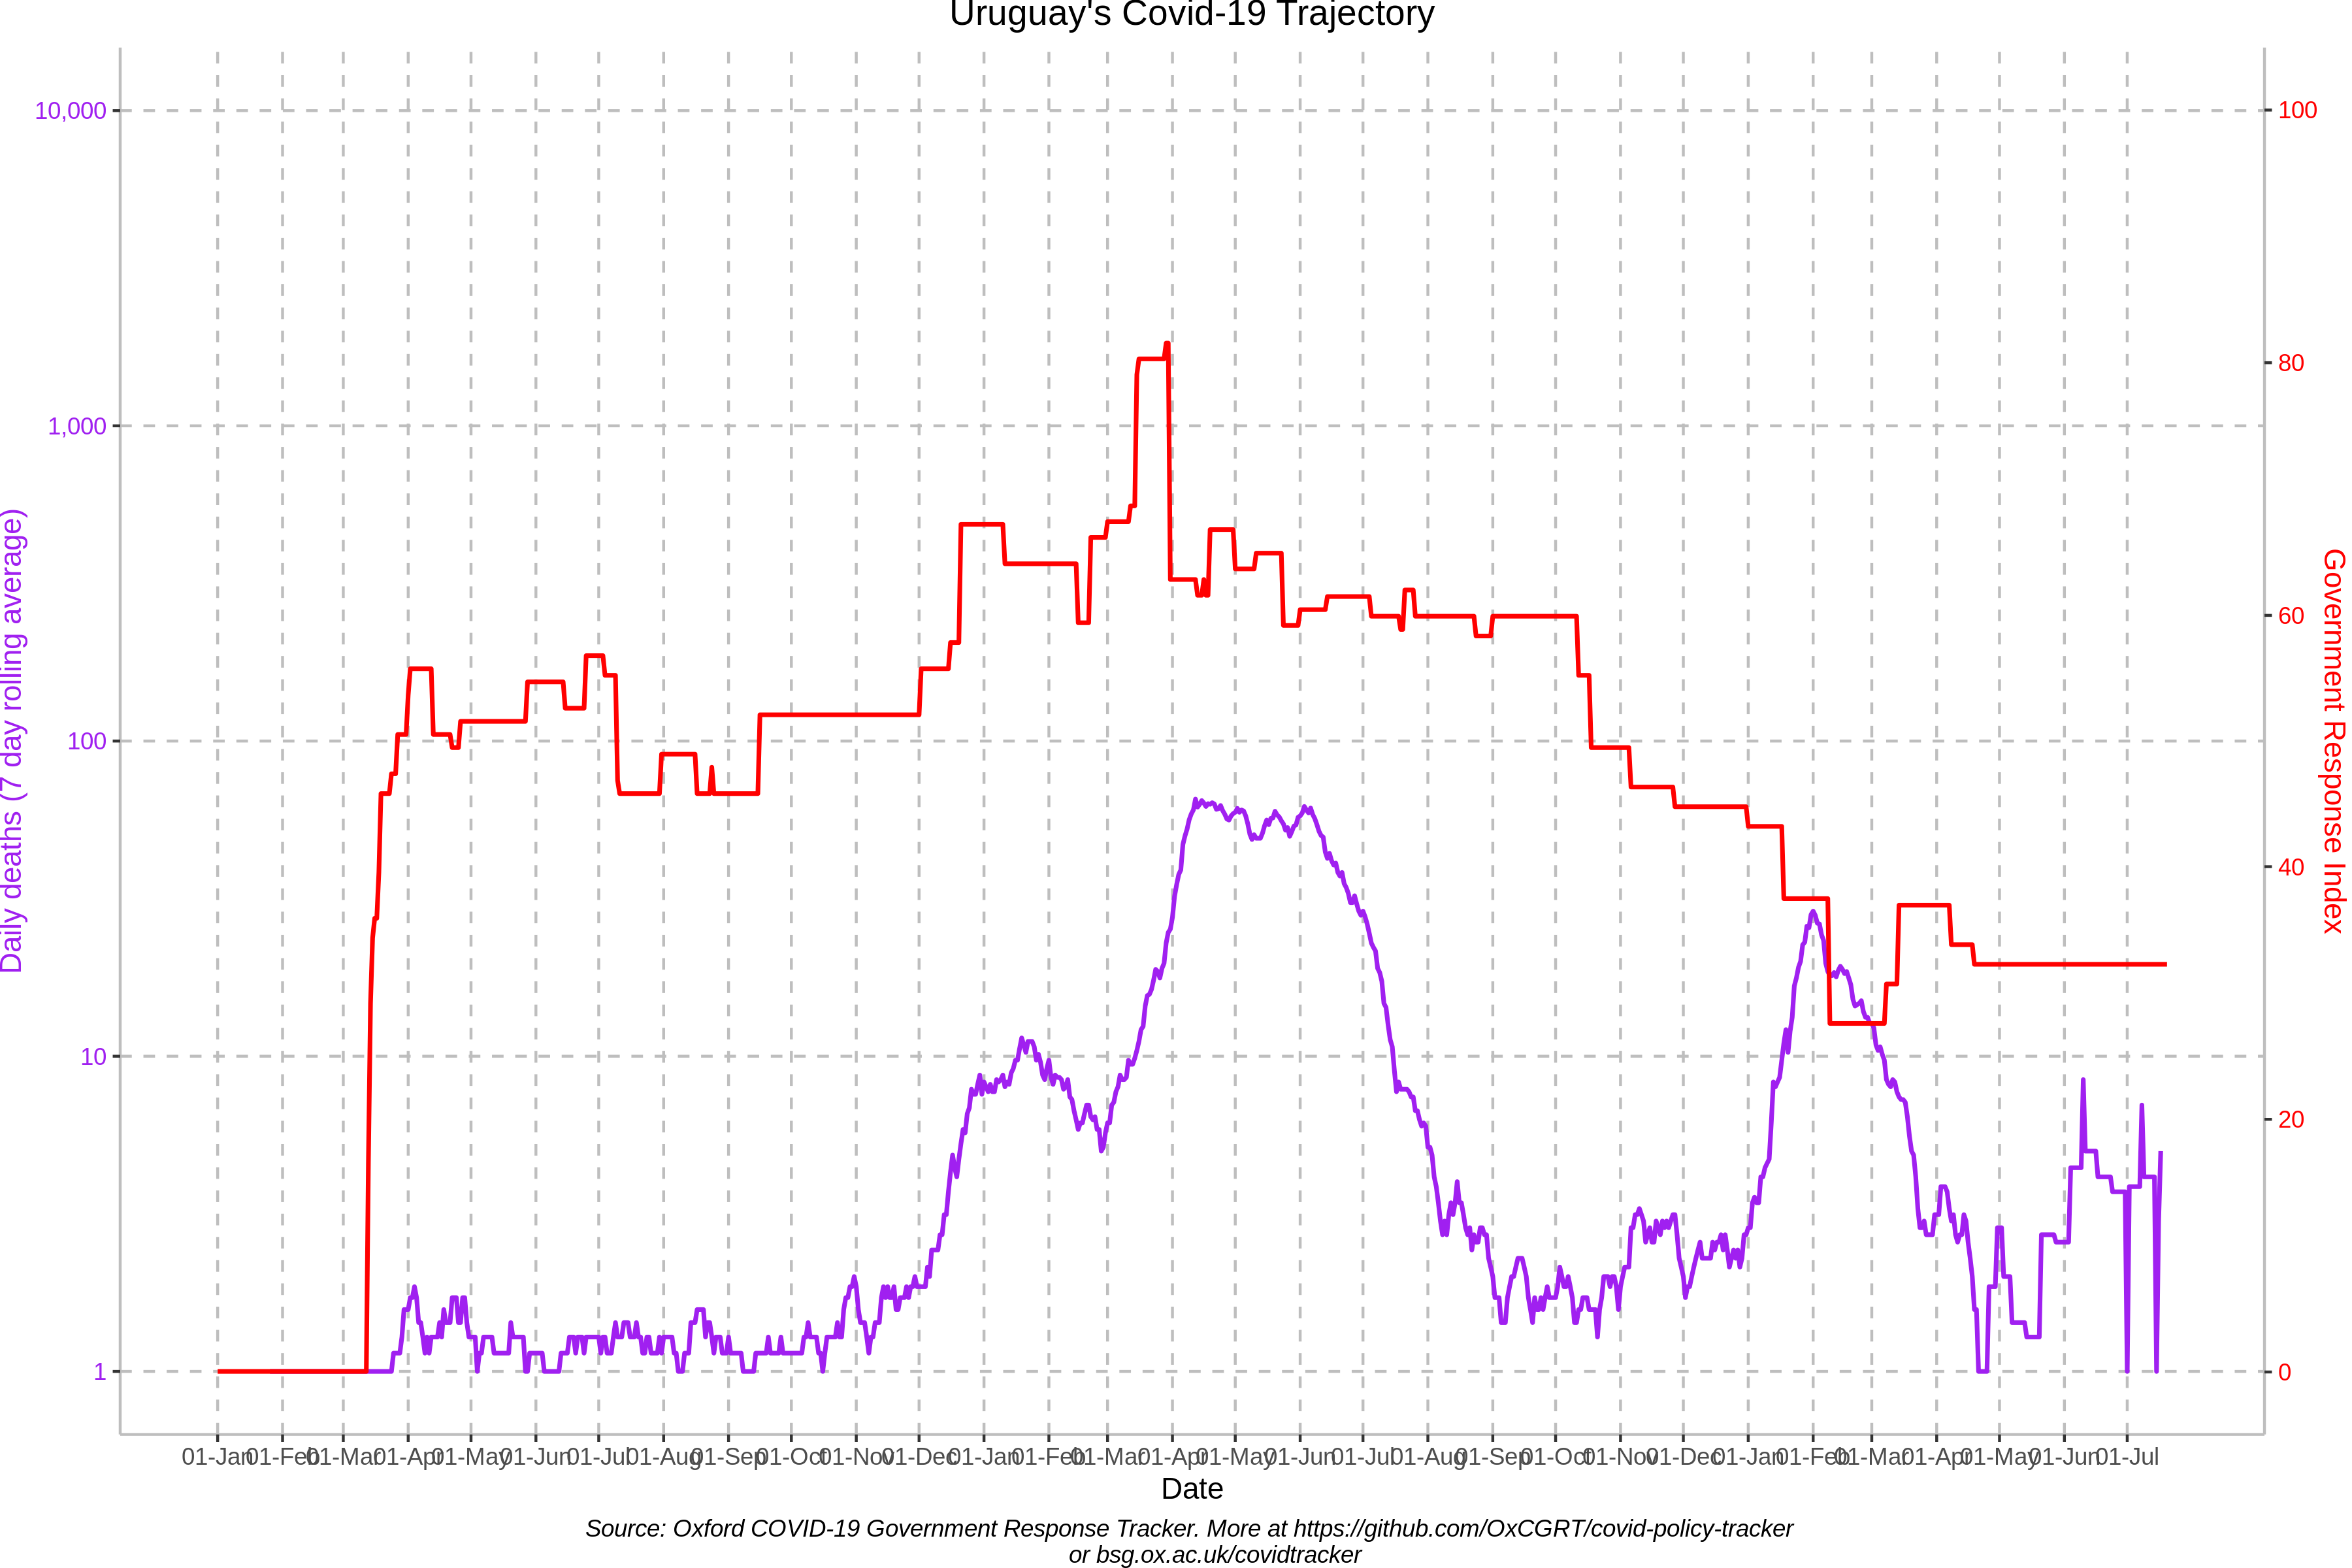 Uruguay's Covid-19 Trajectory
10,000
1,000
100
10
1
Daily deaths (7 day rolling average)
100
80
60
40
20
0
Government Response Index
01-Jan 01-Feb 01-Mar 01-Apr 01-May 01-Jun 01-Jul 01-Aug 01-Sep 01-Oct 01-Nov 01-Dec 01-Jan 01-Feb 01-Mar 01-Apr 01-May 01-Jun 01-Jul 01-Aug 01-Sep 01-Oct 01-Nov 01-Dec 01-Jan 01-Feb 01-Mar 01-Apr 01-May 01-Jun 01-Jul
Date
Source: Oxford COVID-19 Government Response Tracker. More at https://github.com/OxCGRT/covid-policy-tracker
or bsg.ox.ac.uk/covidtracker